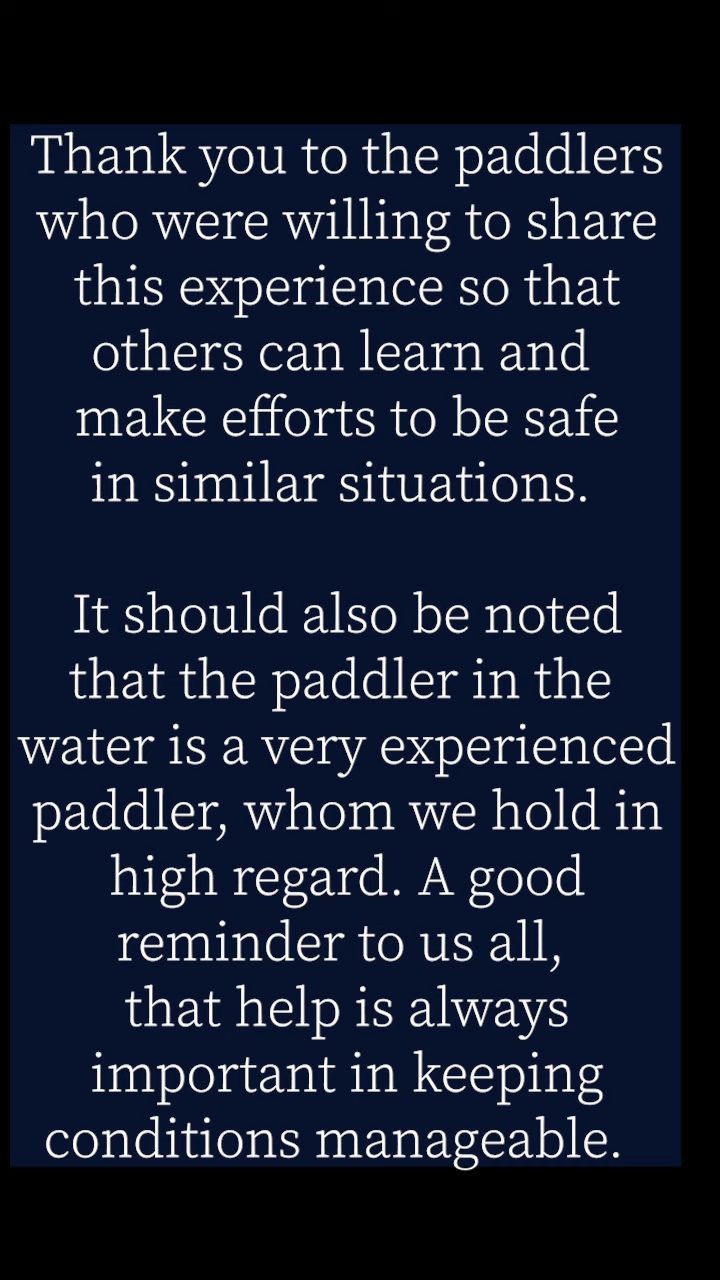 Thank you to the paddlers
who were willing to share
this experience so that
others can learn and
make efforts to be safe
in similar situations.
It should also be noted
that the paddler in the
water is a very experienced
paddler, whom we hold in
high regard. A good
reminder to us all,
that help is always
important in keeping
conditions manageable.